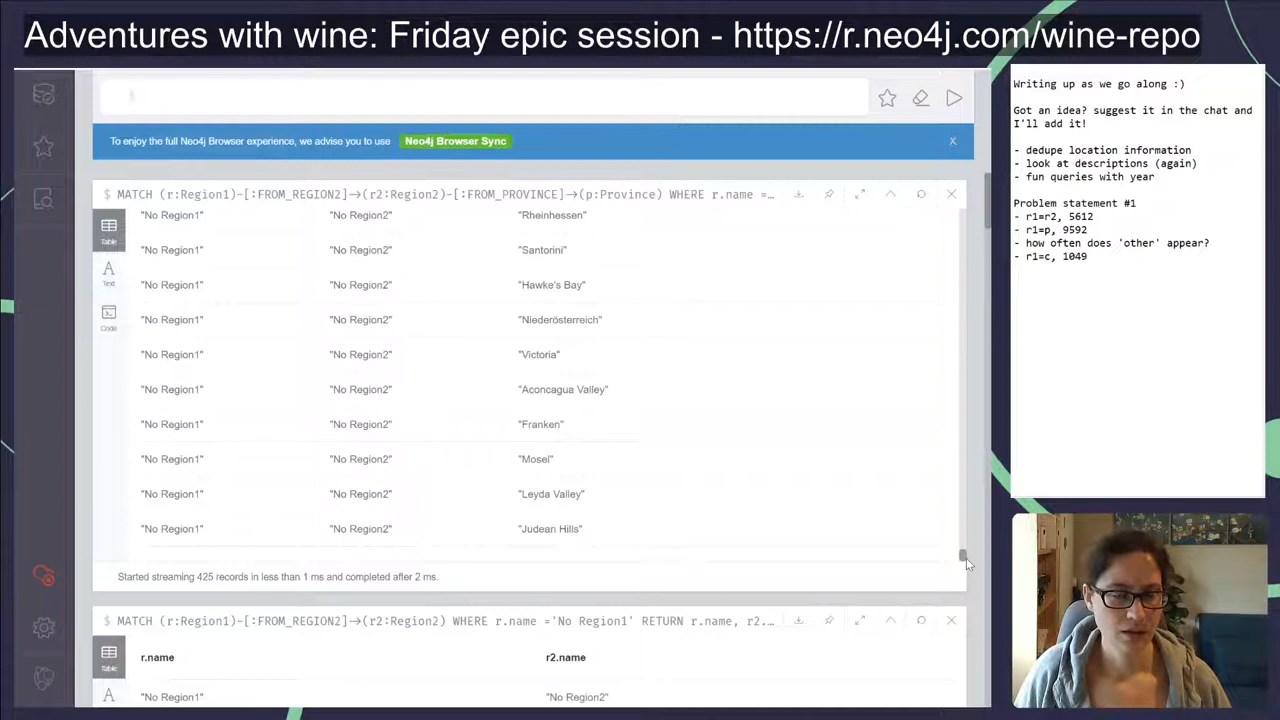 Adventures with wine: Friday epic session - https://r.neo4j.com/wine-repo
$
To enjoy the full Neo4j Browser experience, we advise you to use Neo4j Browser Sync X
$ MATCH (r:Region1)-[:FROM_REGION2]->(r2:Region2)-[:FROM_PROVINCE]->(p:Province) WHERE r.name =…
Table
Text
Code
"No Region1" "No Region2" "Rheinhessen"
"No Region1" "No Region2" "Santorini"
"No Region1" "No Region2" "Hawke's Bay"
"No Region1" "No Region2" "Niederösterreich"
"No Region1" "No Region2" "Victoria"
"No Region1" "No Region2" "Aconcagua Valley"
"No Region1" "No Region2" "Franken"
"No Region1" "No Region2" "Mosel"
"No Region1" "No Region2" "Leyda Valley"
"No Region1" "No Region2" "Judean Hills"
Started streaming 425 records in less than 1 ms and completed after 2 ms.
$ MATCH (r:Region1)-[:FROM_REGION2]->(r2:Region2) WHERE r.name ='No Region1' RETURN r.name, r2.…
Table
A
r.name r2.name
"No Region1" "No Region2"
Writing up as we go along :)
Got an idea? suggest it in the chat and
I'll add it!
- dedupe location information
- look at descriptions (again)
- fun queries with year
Problem statement #1
- r1=r2, 5612
- r1=p, 9592
- how often does 'other' appear?
- r1=c, 1049